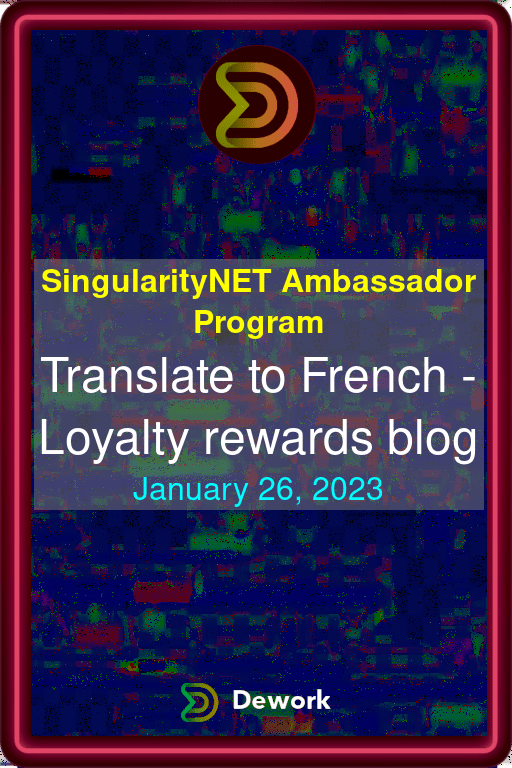 SingularityNET Ambassador
Program
Translate to French -
Loyalty rewards blog
January 26, 2023
Dework